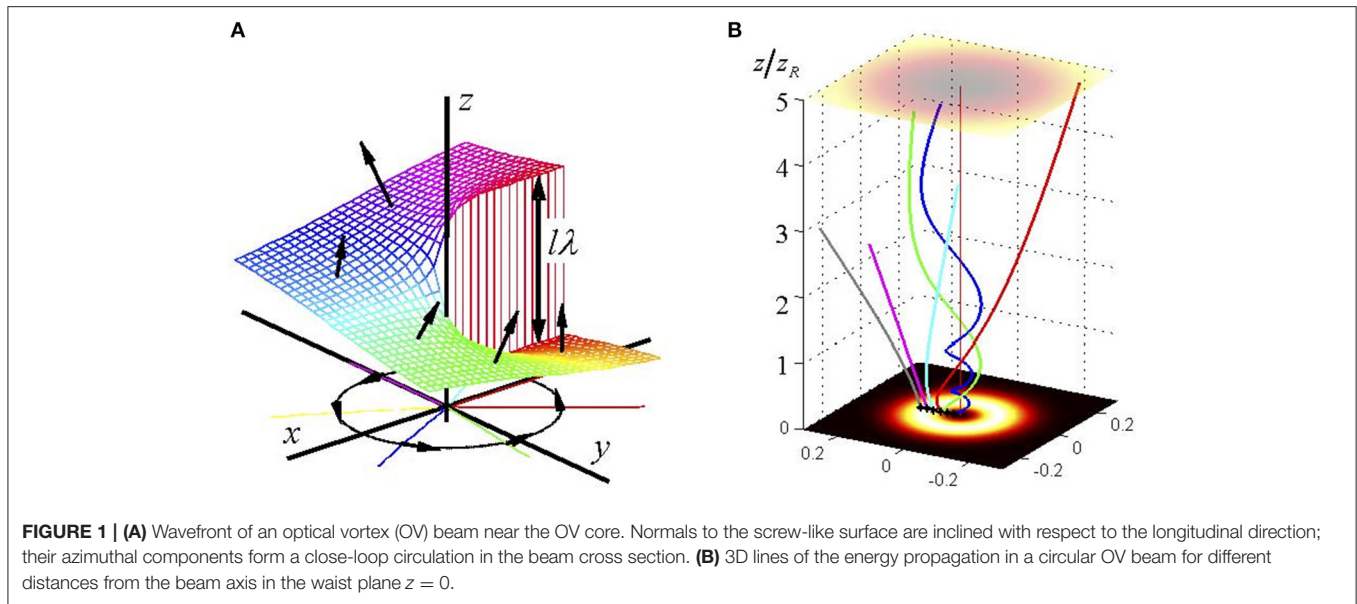 A
z
lλ
x
y
B
z/z_R
5
4
3
2
1
0
0.2
0
-0.2
-0.2
0
0.2
FIGURE 1 | (A) Wavefront of an optical vortex (OV) beam near the OV core. Normals to the screw-like surface are inclined with respect to the longitudinal direction;
their azimuthal components form a close-loop circulation in the beam cross section. (B) 3D lines of the energy propagation in a circular OV beam for different
distances from the beam axis in the waist plane z = 0.